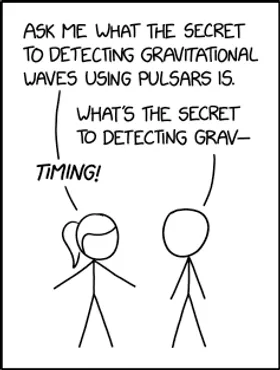 ASK ME WHAT THE SECRET
TO DETECTING GRAVITATIONAL
WAVES USING PULSARS IS.
WHAT'S THE SECRET
TO DETECTING GRAV—
TIMING!